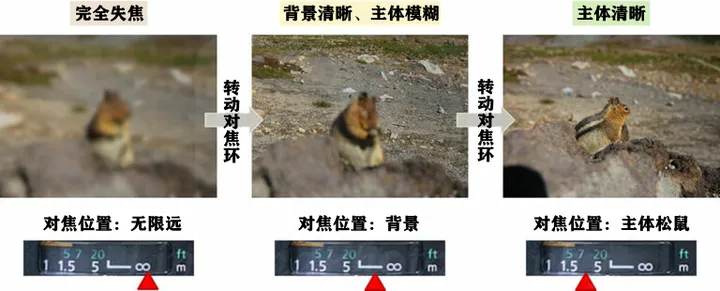 完全失焦
背景清晰、主体模糊
主体清晰
转动对焦环
转动对焦环
对焦位置：无限远
对焦位置：背景
对焦位置：主体松鼠
5 7 20 ft
1 1.5 5 ∞ m
5 7 20 ft
1 1.5 5 ∞ m
5 7 20 ft
1 1.5 5 ∞ m